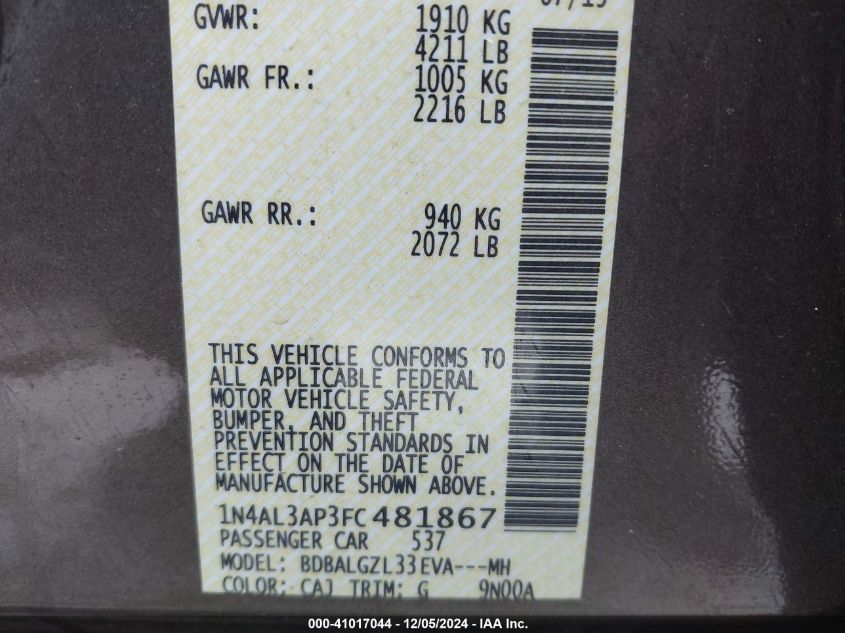 07/15
GVWR: 1910 KG
4211 LB
GAWR FR.: 1005 KG
2216 LB
GAWR RR.: 940 KG
2072 LB
THIS VEHICLE CONFORMS TO
ALL APPLICABLE FEDERAL
MOTOR VEHICLE SAFETY,
BUMPER, AND THEFT
PREVENTION STANDARDS IN
EFFECT ON THE DATE OF
MANUFACTURE SHOWN ABOVE.
1N4AL3AP3FC481867
PASSENGER CAR 537
MODEL: BDBALGZL33EVA---MH
COLOR: CAJ TRIM: G 9N00A
000-41017044 - 12/05/2024 - IAA Inc.